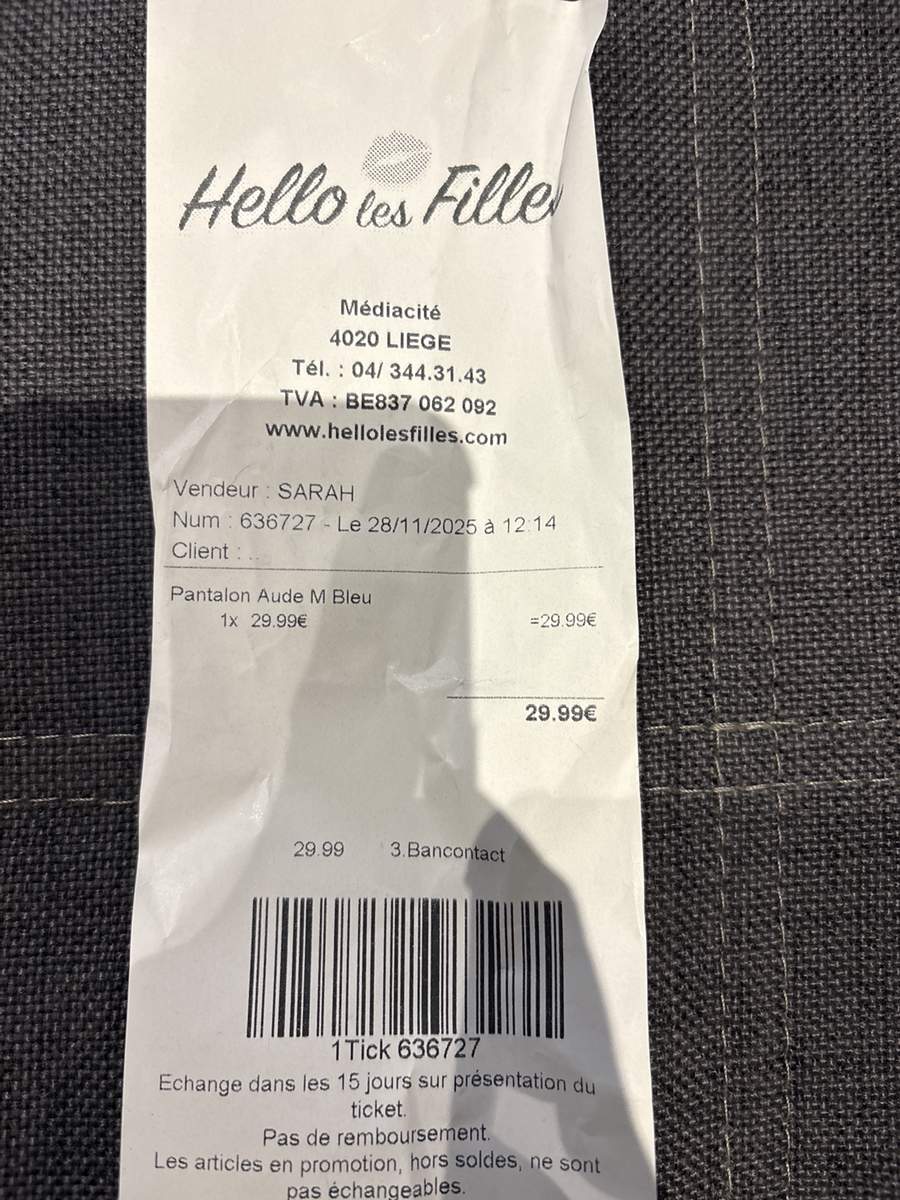 Hello les Filles
Médiacité
4020 LIEGE
Tél. : 04/ 344.31.43
TVA : BE837 062 092
www.hellolesfilles.com
Vendeur : SARAH
Num : 636727 - Le 28/11/2025 à 12:14
Client : ..
Pantalon Aude M Bleu
1x 29.99€ =29.99€
29.99€
29.99 3.Bancontact
1Tick 636727
Echange dans les 15 jours sur présentation du
ticket.
Pas de remboursement.
Les articles en promotion, hors soldes, ne sont
pas échangeables.